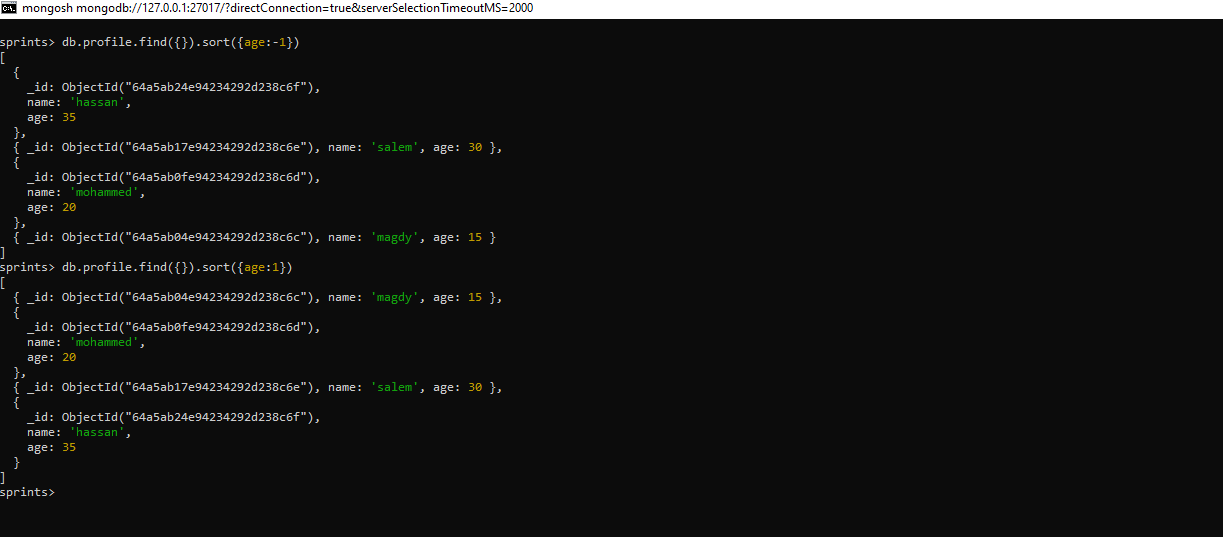 mongosh mongodb://127.0.0.1:27017/?directConnection=true&serverSelectionTimeoutMS=2000
sprints> db.profile.find({}).sort({age:-1})
[
  {
    _id: ObjectId("64a5ab24e94234292d238c6f"),
    name: 'hassan',
    age: 35
  },
  { _id: ObjectId("64a5ab17e94234292d238c6e"), name: 'salem', age: 30 },
  {
    _id: ObjectId("64a5ab0fe94234292d238c6d"),
    name: 'mohammed',
    age: 20
  },
  { _id: ObjectId("64a5ab04e94234292d238c6c"), name: 'magdy', age: 15 }
]
sprints> db.profile.find({}).sort({age:1})
[
  { _id: ObjectId("64a5ab04e94234292d238c6c"), name: 'magdy', age: 15 },
  {
    _id: ObjectId("64a5ab0fe94234292d238c6d"),
    name: 'mohammed',
    age: 20
  },
  { _id: ObjectId("64a5ab17e94234292d238c6e"), name: 'salem', age: 30 },
  {
    _id: ObjectId("64a5ab24e94234292d238c6f"),
    name: 'hassan',
    age: 35
  }
]
sprints>